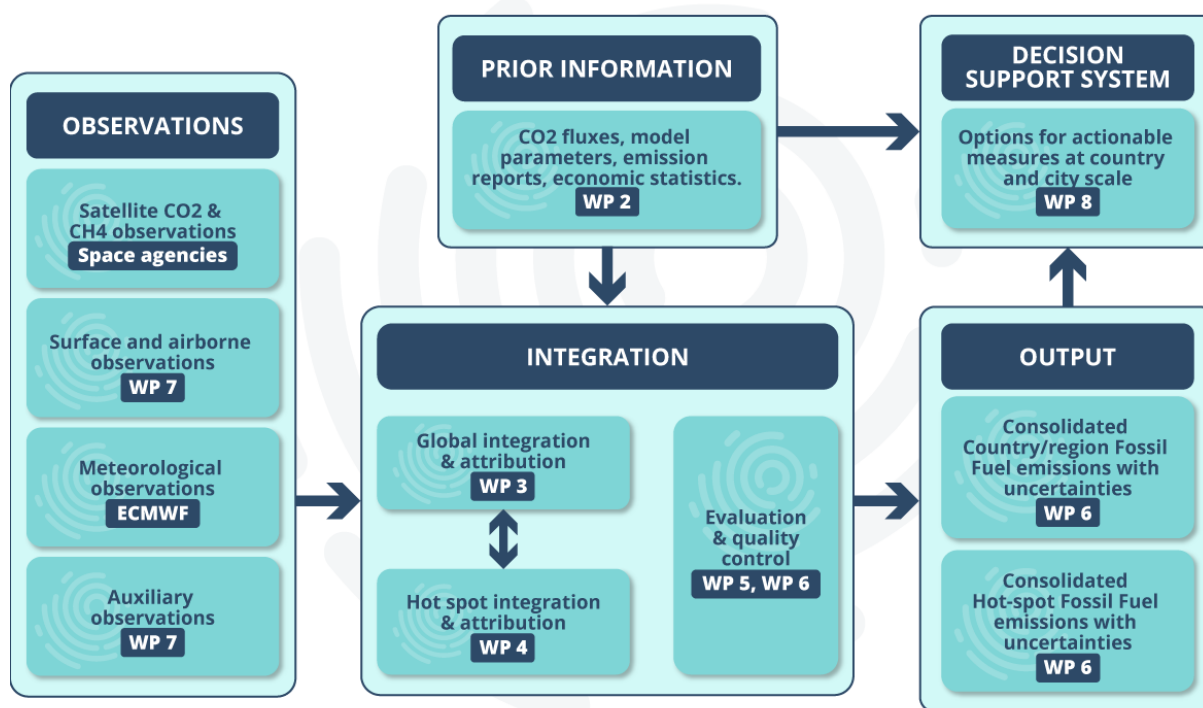 OBSERVATIONS
Satellite CO2 &
CH4 observations
Space agencies
Surface and airborne
observations
WP 7
Meteorological
observations
ECMWF
Auxiliary
observations
WP 7
PRIOR INFORMATION
CO2 fluxes, model
parameters, emission
reports, economic statistics.
WP 2
INTEGRATION
Global integration
& attribution
WP 3
Hot spot integration
& attribution
WP 4
Evaluation
& quality
control
WP 5, WP 6
DECISION
SUPPORT SYSTEM
Options for actionable
measures at country
and city scale
WP 8
OUTPUT
Consolidated
Country/region Fossil
Fuel emissions with
uncertainties
WP 6
Consolidated
Hot-spot Fossil Fuel
emissions with
uncertainties
WP 6